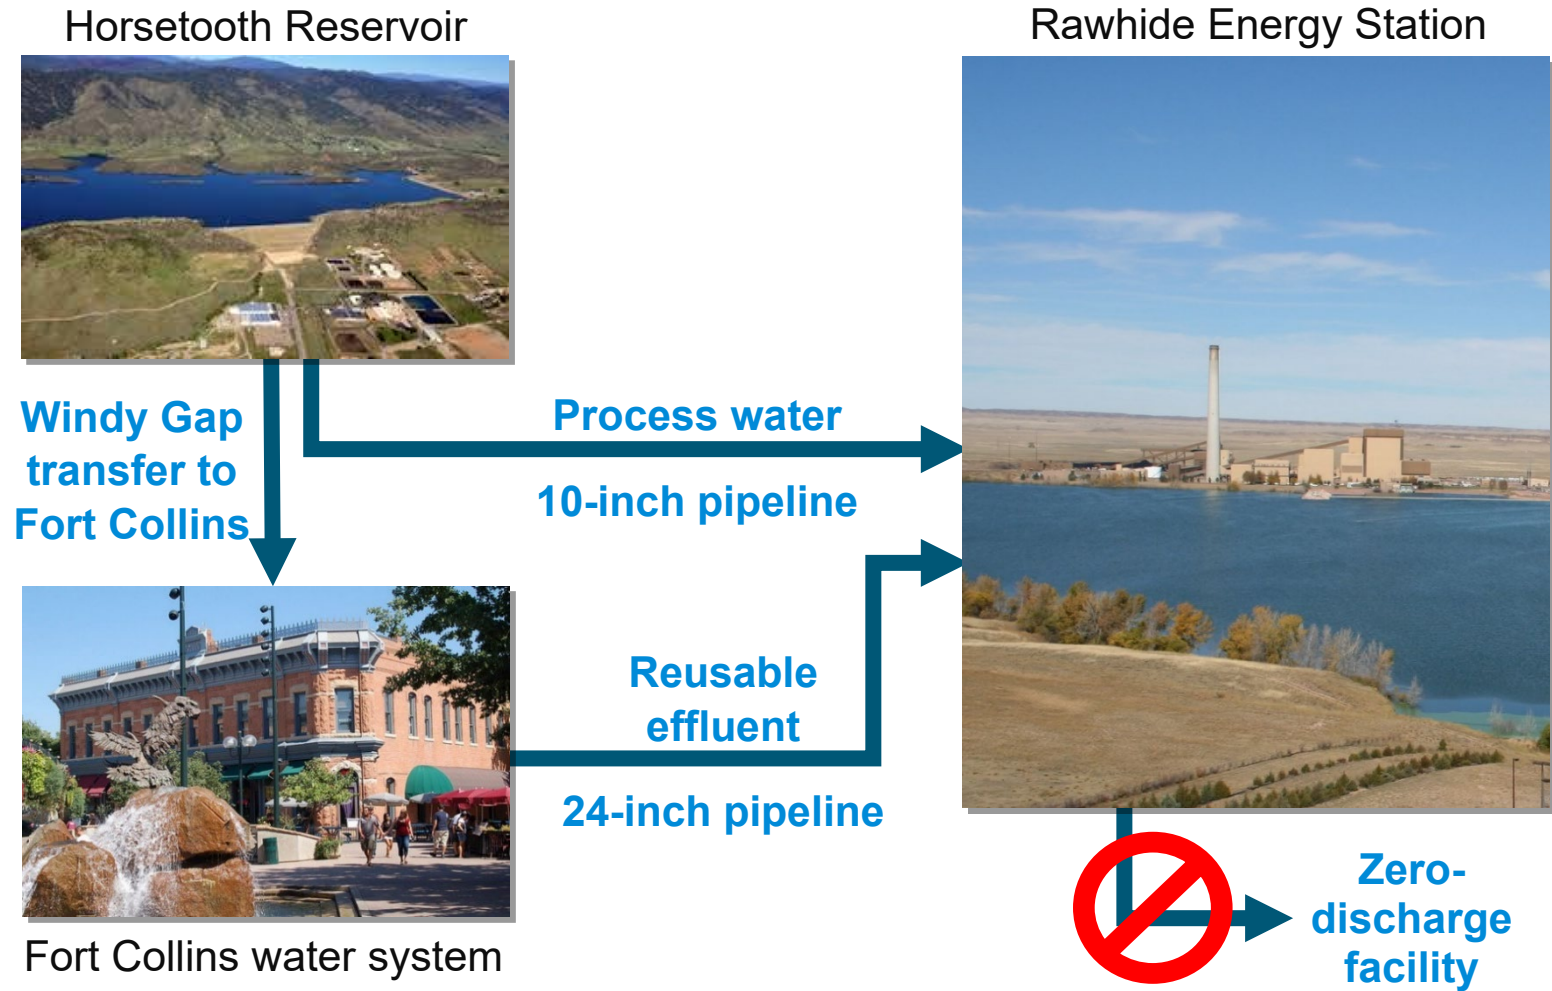 Horsetooth Reservoir
Rawhide Energy Station
Windy Gap
transfer to
Fort Collins
Process water
10-inch pipeline
Reusable
effluent
24-inch pipeline
Fort Collins water system
Zero-
discharge
facility